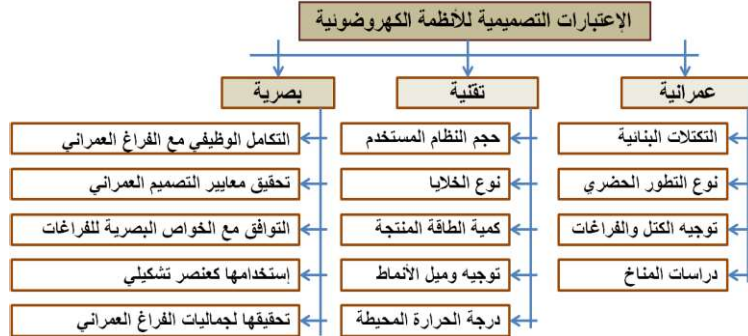 الإعتبارات التصميمية للأنظمة الكهروضوئية
عمرانية
التكتلات البنائية
نوع التطور الحضري
توجيه الكتل والفراغات
دراسات المناخ
تقنية
حجم النظام المستخدم
نوع الخلايا
كمية الطاقة المنتجة
توجيه وميل الأنماط
درجة الحرارة المحيطة
بصرية
التكامل الوظيفي مع الفراغ العمراني
تحقيق معايير التصميم العمراني
التوافق مع الخواص البصرية للفراغات
إستخدامها كعنصر تشكيلي
تحقيقها لجماليات الفراغ العمراني